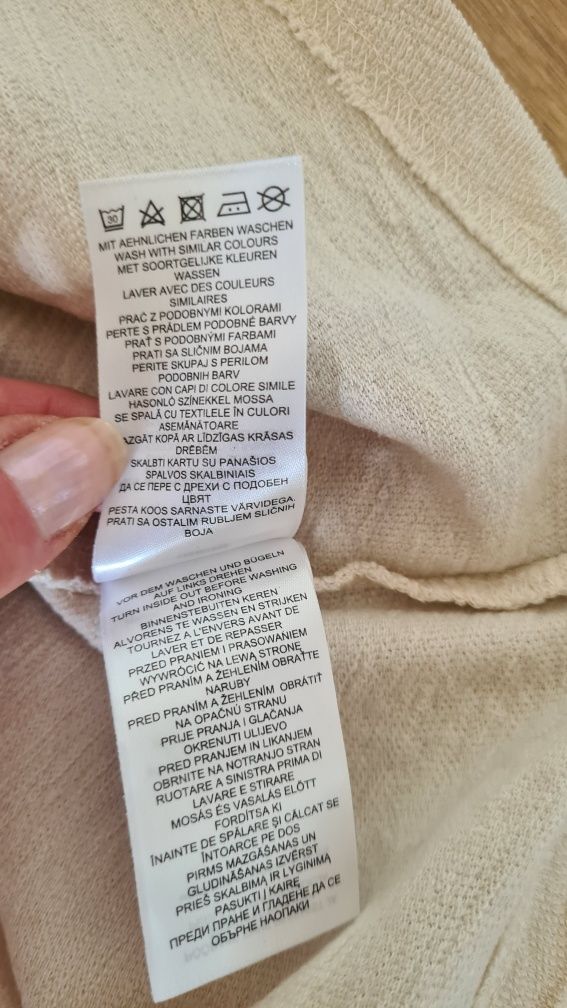 30
MIT AEHNLICHEN FARBEN WASCHEN
WASH WITH SIMILAR COLOURS
MET SOORTGELIJKE KLEUREN
WASSEN
LAVER AVEC DES COULEURS
SIMILAIRES
PRAĆ Z PODOBNYMI KOLORAMI
PERTE S PRÁDLEM PODOBNÉ BARVY
PRAŤ S PODOBNÝMI FARBAMI
PRATI SA SLIČNIM BOJAMA
PERITE SKUPAJ S PERILOM
PODOBNIH BARV
LAVARE CON CAPI DI COLORE SIMILE
HASONLÓ SZÍNEKKEL MOSSA
SE SPALĂ CU TEXTILELE ÎN CULORI
ASEMĂNĂTOARE
AZGĀT KOPĀ AR LĪDZĪGAS KRĀSAS
DRĒBĒM
SKALBTI KARTU SU PANAŠIOS
SPALVOS SKALBINIAIS
ДА СЕ ПЕРЕ С ДРЕХИ С ПОДОБЕН
ЦВЯТ
PESTA KOOS SARNASTE VÄRVIDEGA.
PRATI SA OSTALIM RUBLJEM SLIČNIH
BOJA
VOR DEM WASCHEN UND BÜGELN
AUF LINKS DREHEN
TURN INSIDE OUT BEFORE WASHING
AND IRONING
BINNENSTEBUITEN KEREN
ALVORENS TE WASSEN EN STRIJKEN
TOURNEZ A L'ENVERS AVANT DE
LAVER ET DE REPASSER
PRZED PRANIEM I PRASOWANIEM
WYWRÓCIĆ NA LEWĄ STRONĘ
PŘED PRANÍM A ŽEHLENÍM OBRAŤTE
NARUBY
PRED PRANÍM A ŽEHLENÍM OBRÁTIŤ
NA OPAČNÚ STRANU
PRIJE PRANJA I GLAČANJA
OKRENUTI ULIJEVO
PRED PRANJEM IN LIKANJEM
OBRNITE NA NOTRANJO STRAN
RUOTARE A SINISTRA PRIMA DI
LAVARE E STIRARE
MOSÁS ÉS VASALÁS ELŐTT
FORDÍTSA KI
ÎNAINTE DE SPĂLARE ȘI CĂLCAT SE
ÎNTOARCE PE DOS
PIRMS MAZGĀŠANAS UN
GLUDINĀŠANAS IZVĒRST
PRIEŠ SKALBIMĄ IR LYGINIMĄ
PASUKTI Į KAIRĘ
ПРЕДИ ПРАНЕ И ГЛАДЕНЕ ДА СЕ
ОБЪРНЕ НАОПАКИ